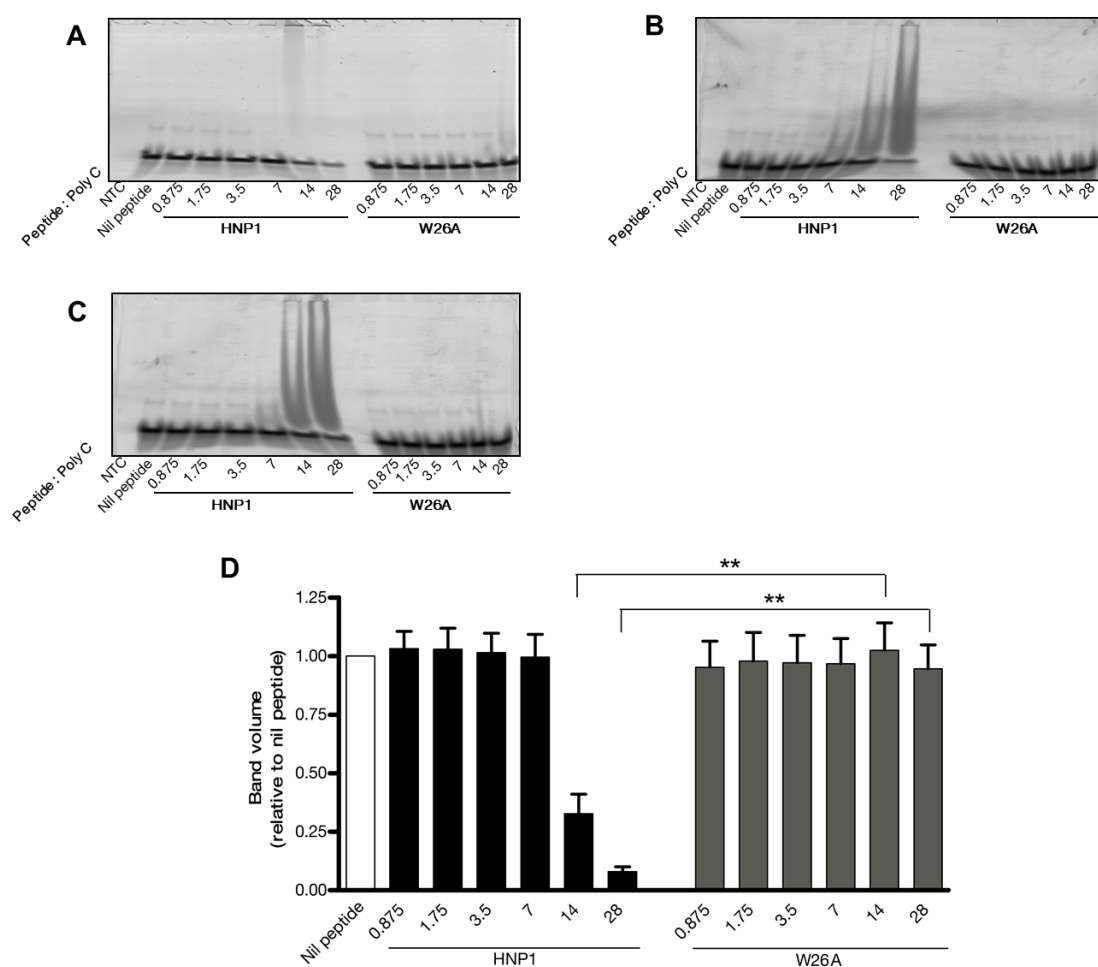 A
Peptide : Poly C
NTC
Nil peptide
0.875
1.75
3.5
7
14
28
HNP1
0.875
1.75
3.5
7
14
28
W26A
B
Peptide : Poly C
NTC
Nil peptide
0.875
1.75
3.5
7
14
28
HNP1
0.875
1.75
3.5
7
14
28
W26A
C
Peptide : Poly C
NTC
Nil peptide
0.875
1.75
3.5
7
14
28
HNP1
0.875
1.75
3.5
7
14
28
W26A
D
**
**
Band volume
(relative to nil peptide)
1.25
1.00
0.75
0.50
0.25
0.00
Nil peptide
0.875
1.75
3.5
7
14
28
HNP1
0.875
1.75
3.5
7
14
28
W26A